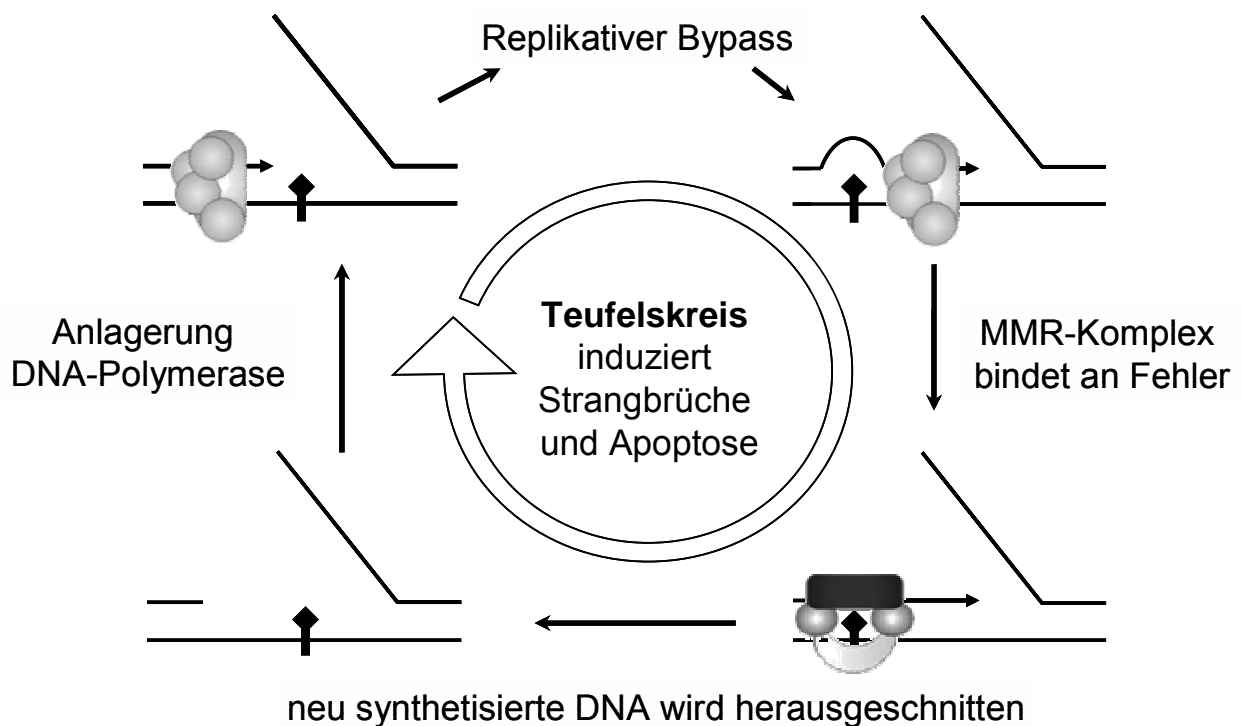 Replikativer Bypass
Anlagerung
DNA-Polymerase
Teufelskreis
induziert
Strangbrüche
und Apoptose
MMR-Komplex
bindet an Fehler
neu synthetisierte DNA wird herausgeschnitten